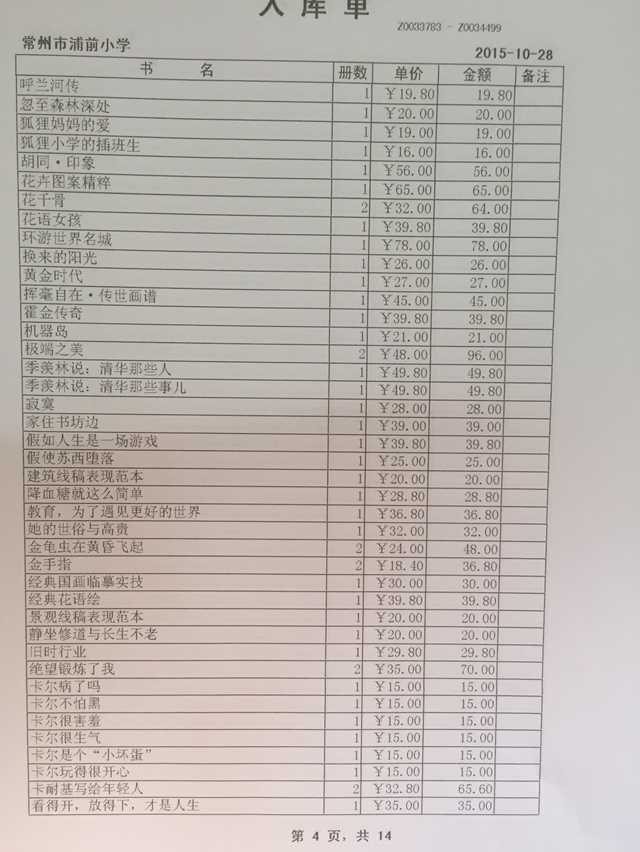 入库单
Z0033783 - Z0034499
常州市浦前小学 2015-10-28
书 名 册数 单价 金额 备注
呼兰河传 1 ￥19.80 19.80
忽至森林深处 1 ￥20.00 20.00
狐狸妈妈的爱 1 ￥19.00 19.00
狐狸小学的插班生 1 ￥16.00 16.00
胡同·印象 1 ￥56.00 56.00
花卉图案精粹 1 ￥65.00 65.00
花千骨 2 ￥32.00 64.00
花语女孩 1 ￥39.80 39.80
环游世界名城 1 ￥78.00 78.00
换来的阳光 1 ￥26.00 26.00
黄金时代 1 ￥27.00 27.00
挥毫自在·传世画谱 1 ￥45.00 45.00
霍金传奇 1 ￥39.80 39.80
机器岛 1 ￥21.00 21.00
极端之美 2 ￥48.00 96.00
季羡林说：清华那些人 1 ￥49.80 49.80
季羡林说：清华那些事儿 1 ￥49.80 49.80
寂寞 1 ￥28.00 28.00
家住书坊边 1 ￥39.00 39.00
假如人生是一场游戏 1 ￥39.80 39.80
假使苏西堕落 1 ￥25.00 25.00
建筑线稿表现范本 1 ￥20.00 20.00
降血糖就这么简单 1 ￥28.80 28.80
教育，为了遇见更好的世界 1 ￥36.80 36.80
她的世俗与高贵 1 ￥32.00 32.00
金龟虫在黄昏飞起 2 ￥24.00 48.00
金手指 2 ￥18.40 36.80
经典国画临摹实技 1 ￥30.00 30.00
经典花语绘 1 ￥39.80 39.80
景观线稿表现范本 1 ￥20.00 20.00
静坐修道与长生不老 1 ￥20.00 20.00
旧时行业 1 ￥29.80 29.80
绝望锻炼了我 2 ￥35.00 70.00
卡尔病了吗 1 ￥15.00 15.00
卡尔不怕黑 1 ￥15.00 15.00
卡尔很害羞 1 ￥15.00 15.00
卡尔很生气 1 ￥15.00 15.00
卡尔是个“小坏蛋” 1 ￥15.00 15.00
卡尔玩得很开心 1 ￥15.00 15.00
卡耐基写给年轻人 2 ￥32.80 65.60
看得开，放得下，才是人生 1 ￥35.00 35.00
第 4 页，共 14